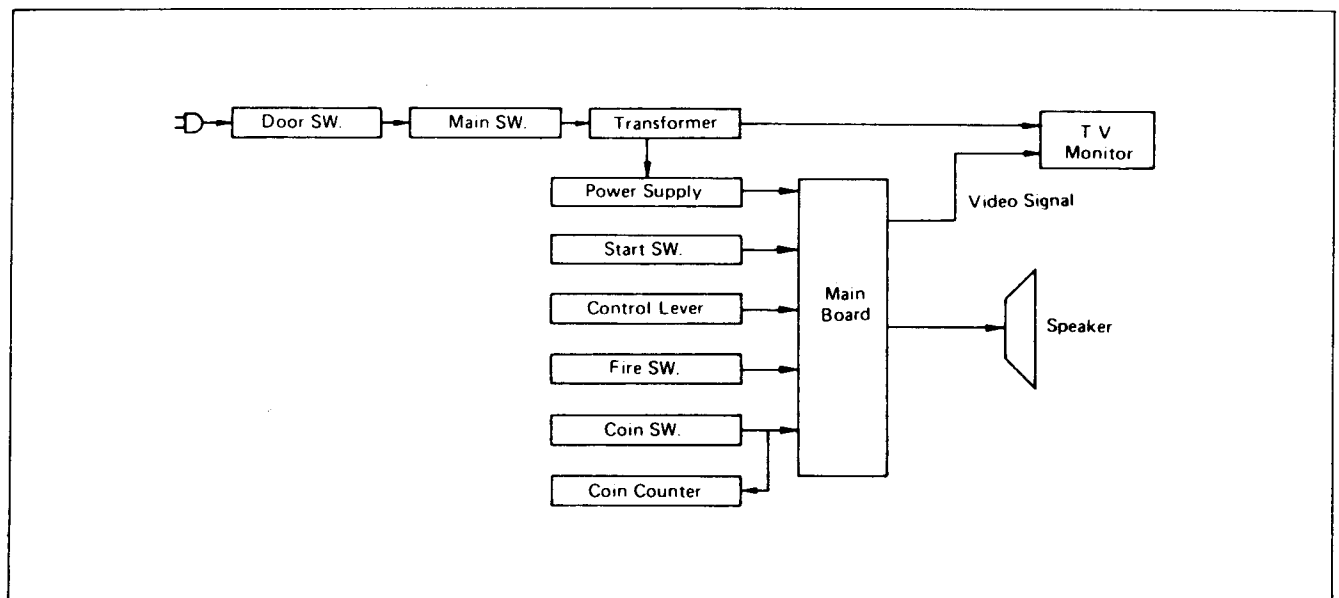 Door SW.
Main SW.
Transformer
T V
Monitor
Power Supply
Video Signal
Start SW.
Control Lever
Main
Board
Speaker
Fire SW.
Coin SW.
Coin Counter